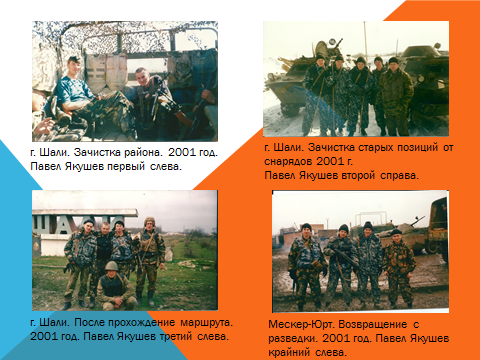 г. Шали. Зачистка района. 2001 год.
Павел Якушев первый слева.
г. Шали. Зачистка старых позиций от
снарядов 2001 г.
Павел Якушев второй справа.
г. Шали. После прохождение маршрута.
2001 год. Павел Якушев третий слева.
Мескер-Юрт. Возвращение с
разведки. 2001 год. Павел Якушев
крайний слева.